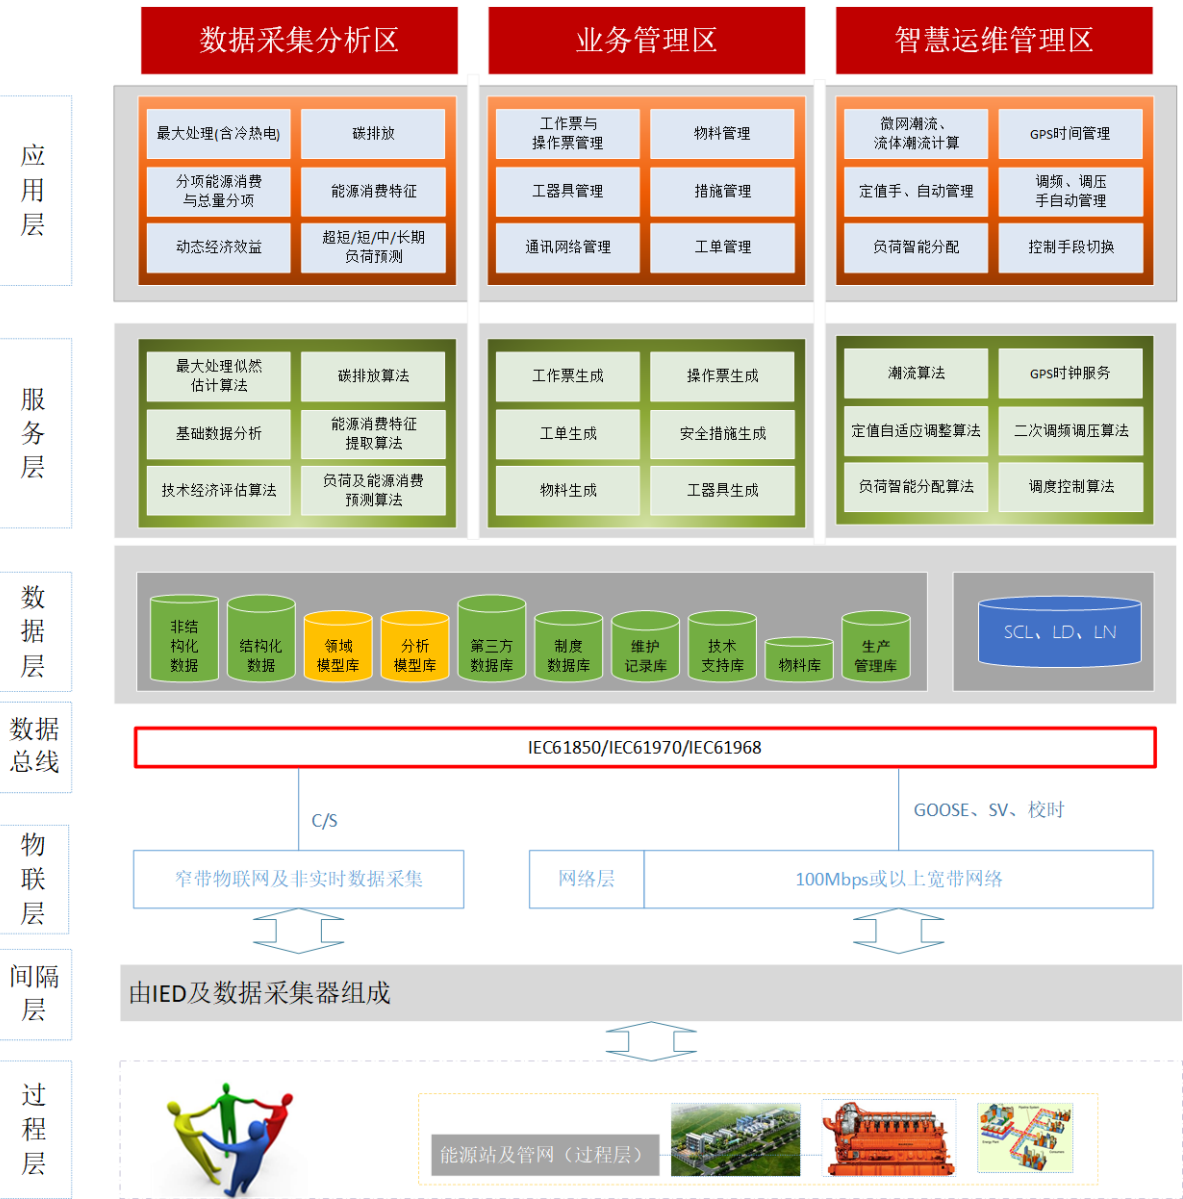 数据采集分析区
业务管理区
智慧运维管理区
应
用
层
最大处理(含冷热电)
碳排放
分项能源消费
与总量分项
能源消费特征
动态经济效益
超短/短/中/长期
负荷预测
工作票与
操作票管理
物料管理
工器具管理
措施管理
通讯网络管理
工单管理
微网潮流、
流体潮流计算
GPS时间管理
定值手、自动管理
调频、调压
手自动管理
负荷智能分配
控制手段切换
服
务
层
最大处理似然
估计算法
碳排放算法
基础数据分析
能源消费特征
提取算法
技术经济评估算法
负荷及能源消费
预测算法
工作票生成
操作票生成
工单生成
安全措施生成
物料生成
工器具生成
潮流算法
GPS时钟服务
定值自适应调整算法
二次调频调压算法
负荷智能分配算法
调度控制算法
数
据
层
非结
构化
数据
结构化
数据
领域
模型库
分析
模型库
第三方
数据库
制度
数据库
维护
记录库
技术
支持库
物料库
生产
管理库
SCL、LD、LN
数据
总线
IEC61850/IEC61970/IEC61968
C/S
GOOSE、SV、校时
物
联
层
窄带物联网及非实时数据采集
网络层
100Mbps或以上宽带网络
间隔
层
由IED及数据采集器组成
过
程
层
能源站及管网（过程层）